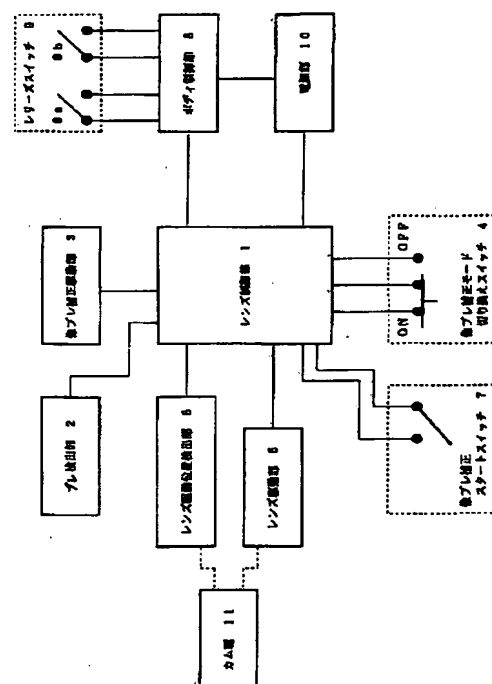 カム環 11
レンズ駆動部 6
レンズ駆動位置検出部 5
ブレ検出部 2
像ブレ補正
スタートスイッチ 7
レンズ制御部 1
像ブレ補正駆動部 3
ON
OFF
像ブレ補正モード
切り換えスイッチ 4
電源部 10
ボディ制御部 8
9a
9b
レリーズスイッチ 9